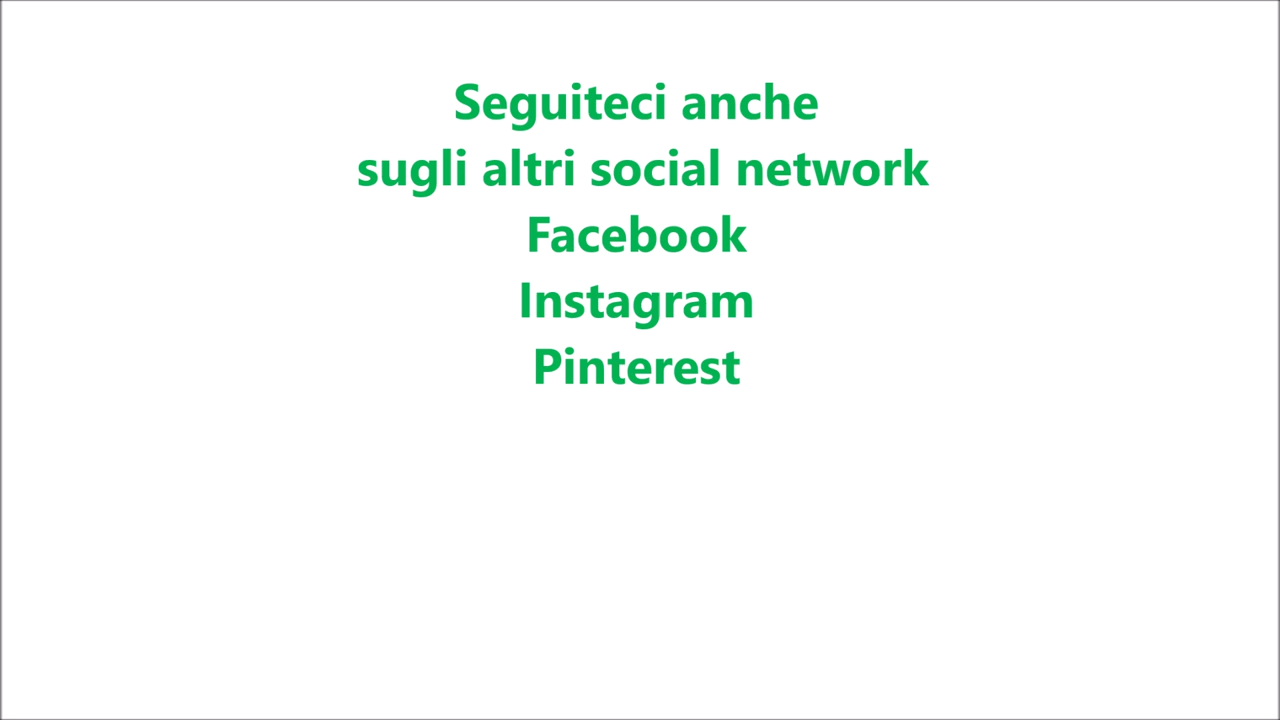 Seguiteci anche
sugli altri social network
Facebook
Instagram
Pinterest